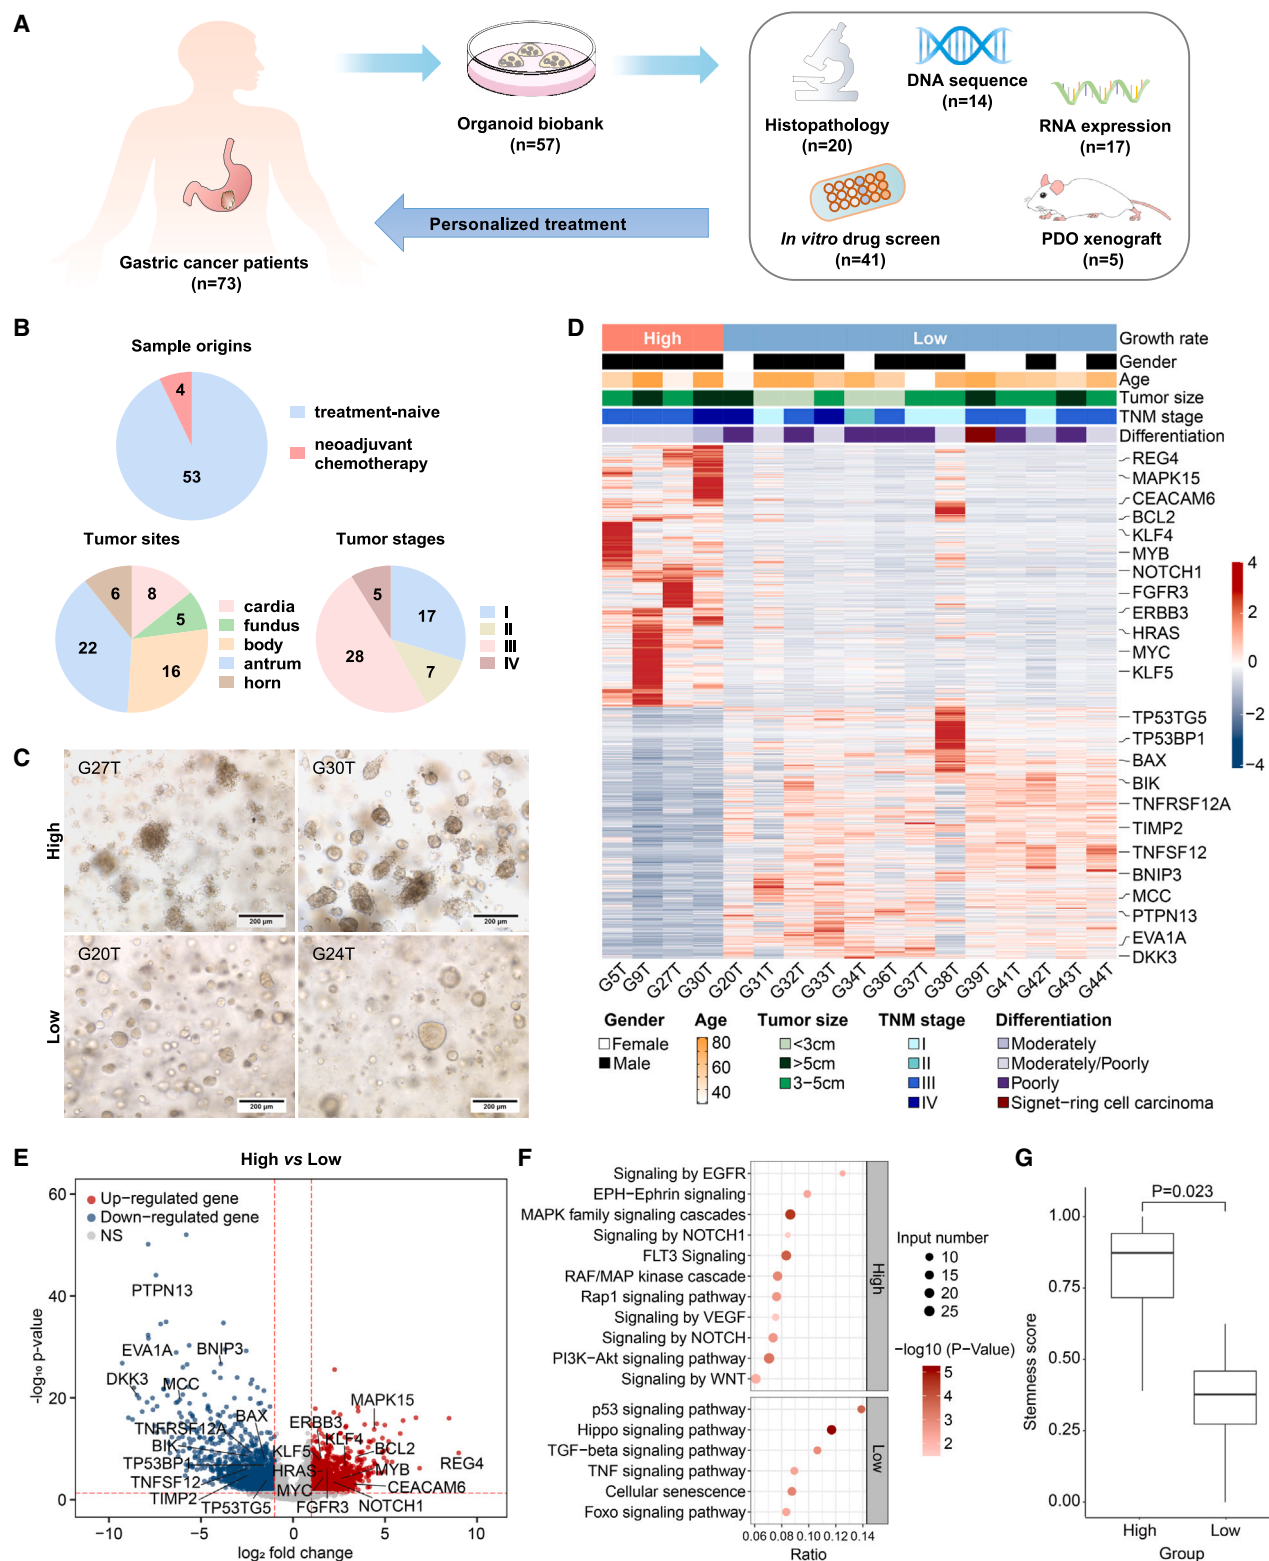 A
Gastric cancer patients
(n=73)
Organoid biobank
(n=57)
Histopathology
(n=20)
DNA sequence
(n=14)
RNA expression
(n=17)
In vitro drug screen
(n=41)
PDO xenograft
(n=5)
Personalized treatment
B
Sample origins
4
53
treatment-naive
neoadjuvant
chemotherapy
Tumor sites
6
8
5
22
16
cardia
fundus
body
antrum
horn
Tumor stages
5
17
28
7
I
II
III
IV
C
High
G27T
200 μm
G30T
200 μm
Low
G20T
200 μm
G24T
200 μm
D
High
Low
Growth rate
Gender
Age
Tumor size
TNM stage
Differentiation
REG4
MAPK15
CEACAM6
BCL2
KLF4
MYB
NOTCH1
FGFR3
ERBB3
HRAS
MYC
KLF5
TP53TG5
TP53BP1
BAX
BIK
TNFRSF12A
TIMP2
TNFSF12
BNIP3
MCC
PTPN13
EVA1A
DKK3
4
2
0
−2
−4
G5T
G9T
G27T
G30T
G20T
G31T
G32T
G33T
G34T
G36T
G37T
G38T
G39T
G41T
G42T
G43T
G44T
Gender
Female
Male
Age
80
60
40
Tumor size
<3cm
>5cm
3−5cm
TNM stage
I
II
III
IV
Differentiation
Moderately
Moderately/Poorly
Poorly
Signet−ring cell carcinoma
E
High vs Low
Up−regulated gene
Down−regulated gene
NS
-log₁₀ p-value
60
40
20
0
PTPN13
EVA1A
BNIP3
DKK3
MCC
MAPK15
BAX
ERBB3
TNFRSF12A
KLF4
BIK
KLF5
BCL2
TP53BP1
HRAS
MYB
REG4
TNFSF12
MYC
CEACAM6
TIMP2
TP53TG5
FGFR3
NOTCH1
−10
−5
0
5
10
log₂ fold change
F
Signaling by EGFR
EPH−Ephrin signaling
MAPK family signaling cascades
Signaling by NOTCH1
FLT3 Signaling
RAF/MAP kinase cascade
Rap1 signaling pathway
Signaling by VEGF
Signaling by NOTCH
PI3K−Akt signaling pathway
Signaling by WNT
High
p53 signaling pathway
Hippo signaling pathway
TGF−beta signaling pathway
TNF signaling pathway
Cellular senescence
Foxo signaling pathway
Low
0.06 0.08 0.10 0.12 0.14
Ratio
Input number
10
15
20
25
−log10 (P−Value)
5
4
3
2
G
P=0.023
Stemness score
1.00
0.75
0.50
0.25
0.00
High
Low
Group